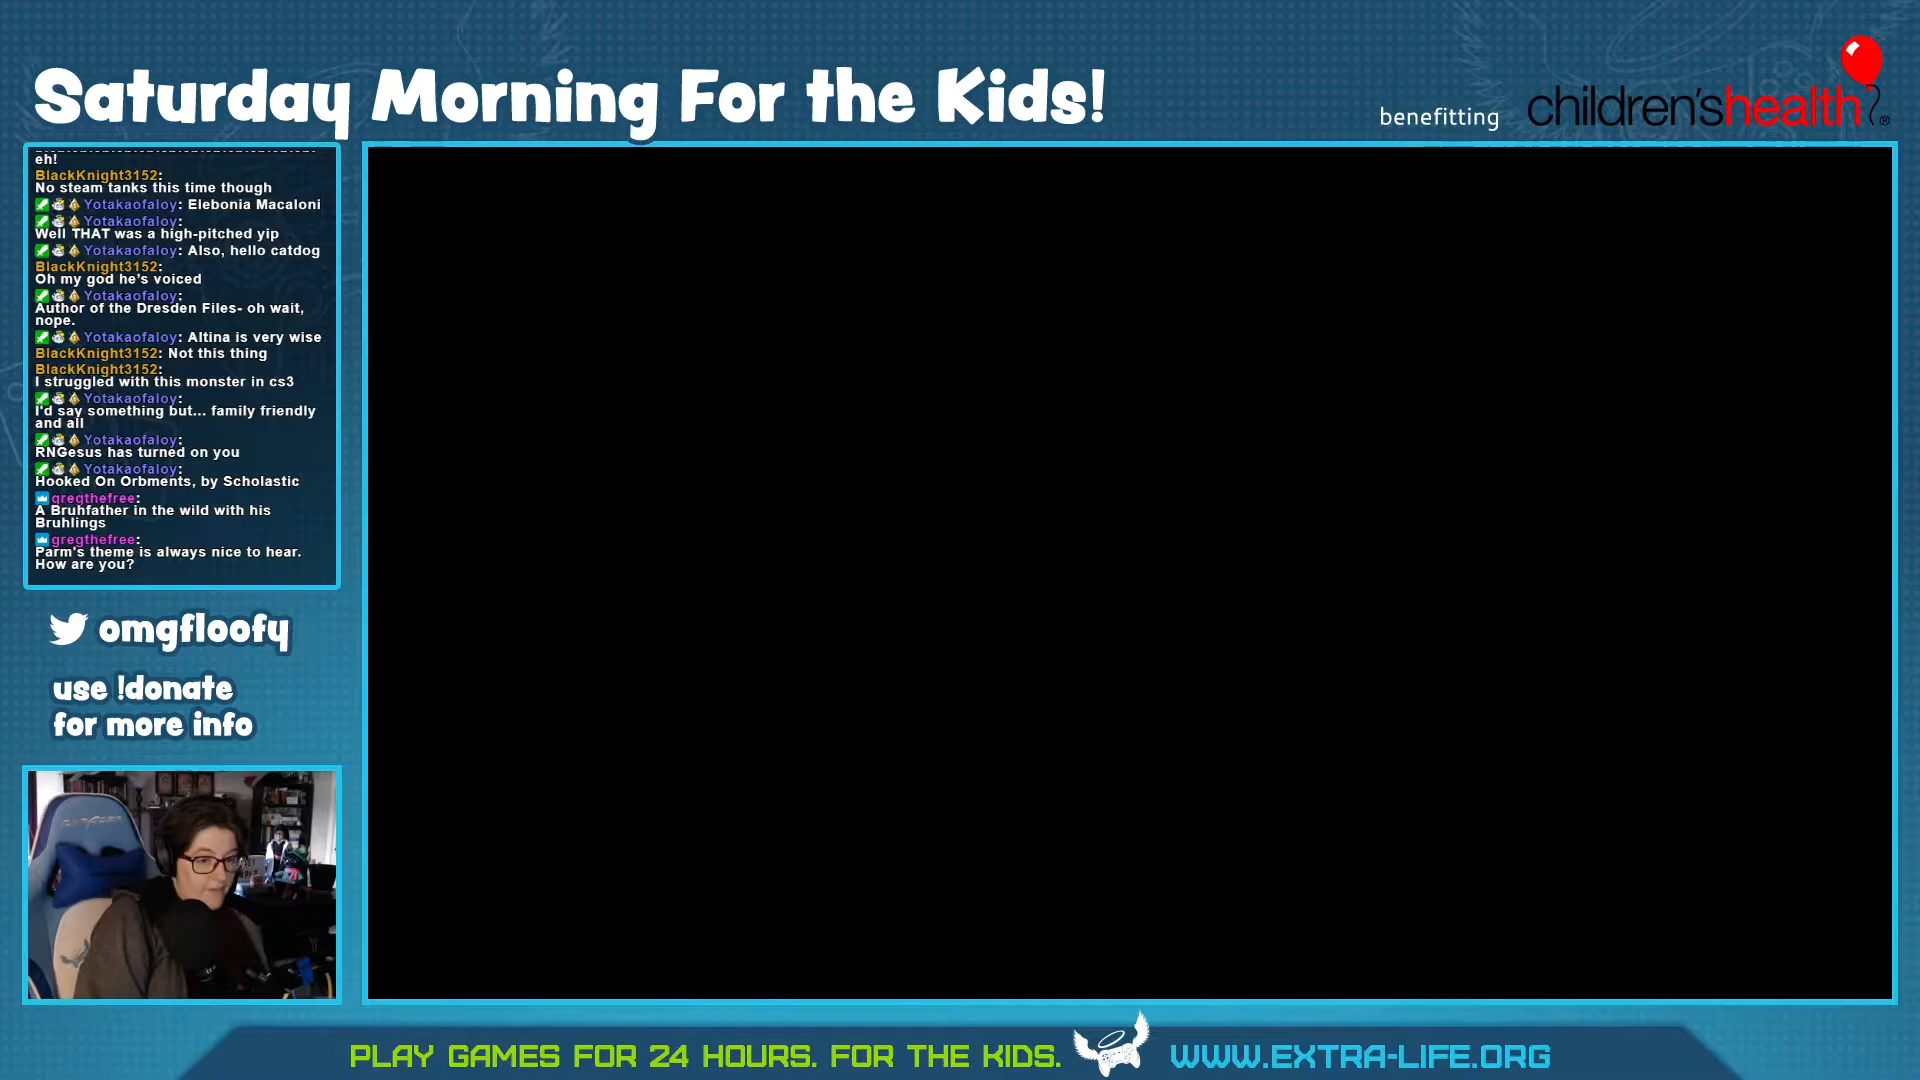 Saturday Morning For the Kids!
benefitting
children'shealth®
eh!
BlackKnight3152:
No steam tanks this time though
Yotakaofaloy: Elebonia Macaloni
Yotakaofaloy:
Well THAT was a high-pitched yip
Yotakaofaloy: Also, hello catdog
BlackKnight3152:
Oh my god he's voiced
Yotakaofaloy:
Author of the Dresden Files- oh wait,
nope.
Yotakaofaloy: Altina is very wise
BlackKnight3152: Not this thing
BlackKnight3152:
I struggled with this monster in cs3
Yotakaofaloy:
I'd say something but... family friendly
and all
Yotakaofaloy:
RNGesus has turned on you
Yotakaofaloy:
Hooked On Orbments, by Scholastic
gregthefree:
A Bruhfather in the wild with his
Bruhlings
gregthefree:
Parm's theme is always nice to hear.
How are you?
omgfloofy
use !donate
for more info
PLAY GAMES FOR 24 HOURS. FOR THE KIDS.
WWW.EXTRA-LIFE.ORG